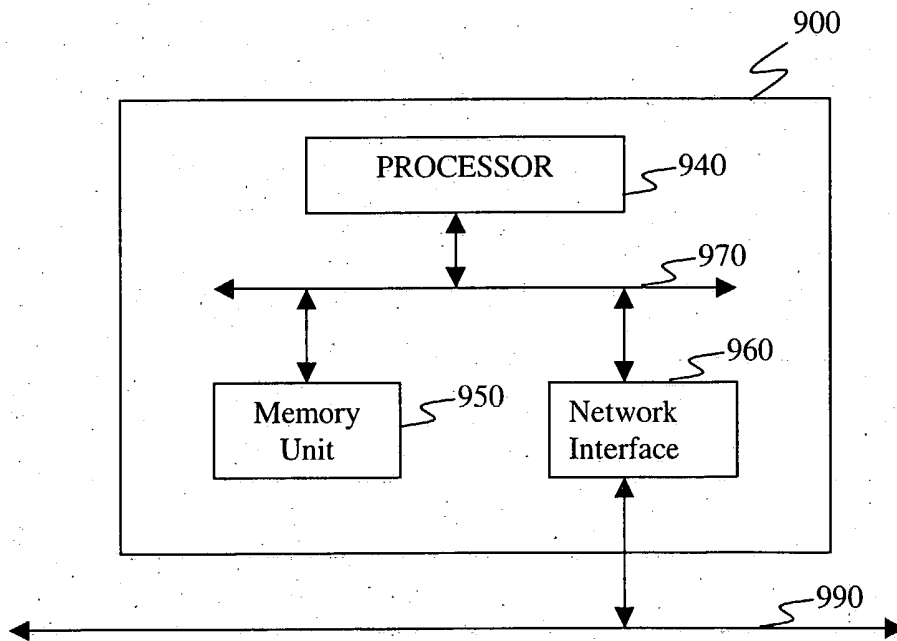 900
PROCESSOR
940
970
960
950
Memory
Unit
Network
Interface
990